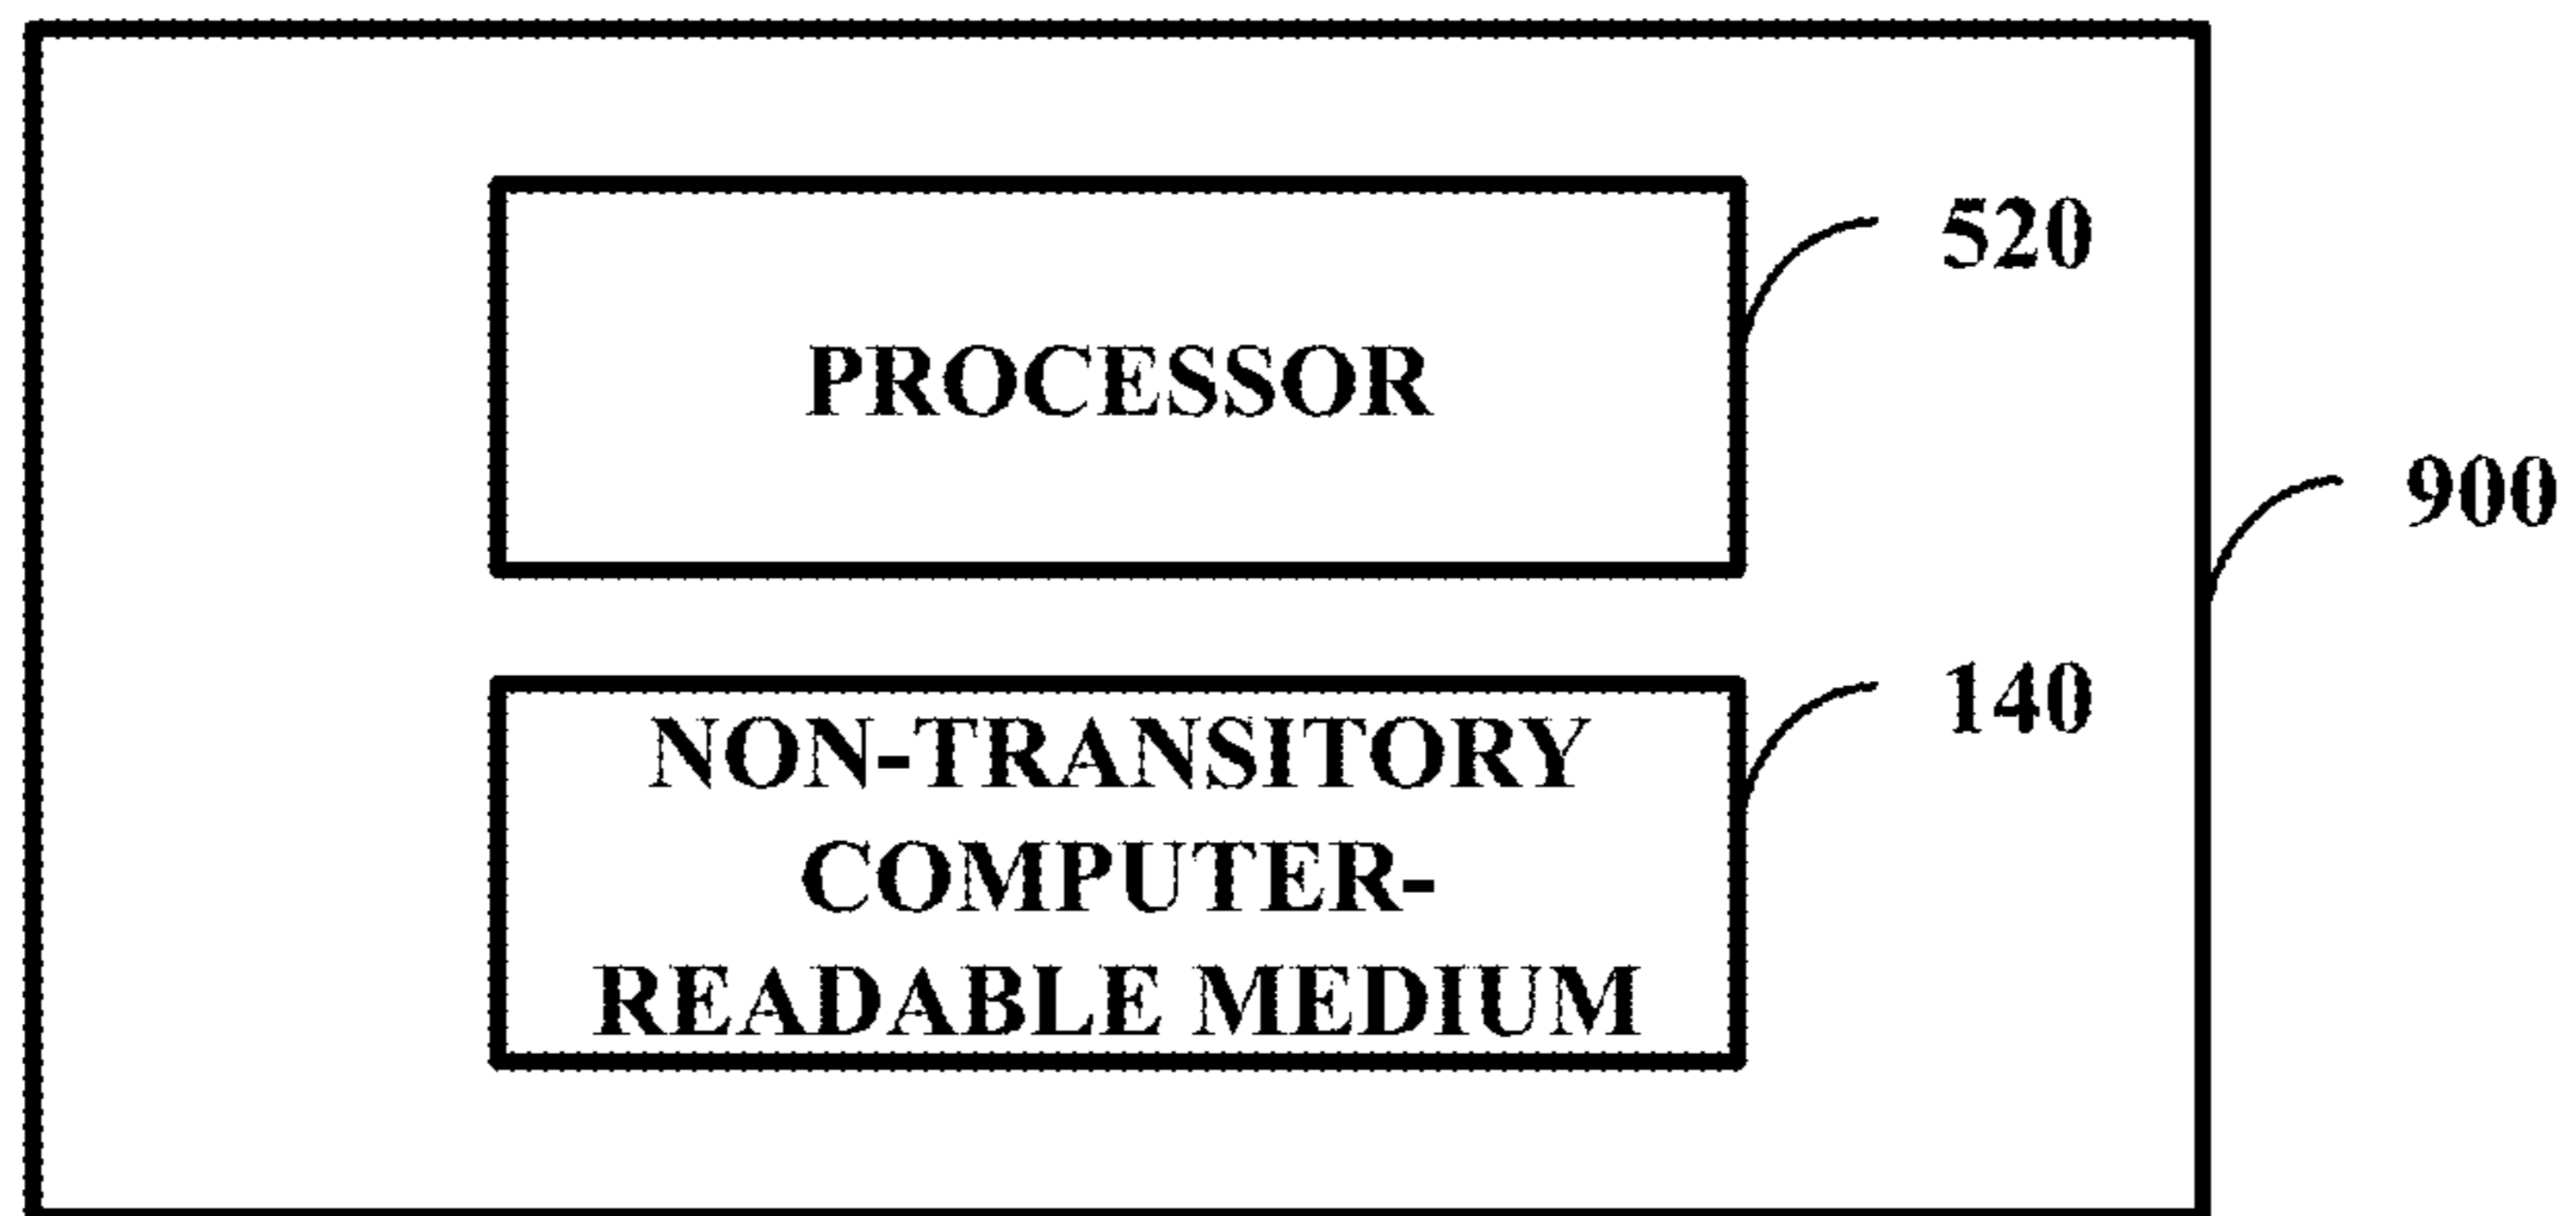 520
PROCESSOR
900
140
NON-TRANSITORY
COMPUTER-
READABLE MEDIUM